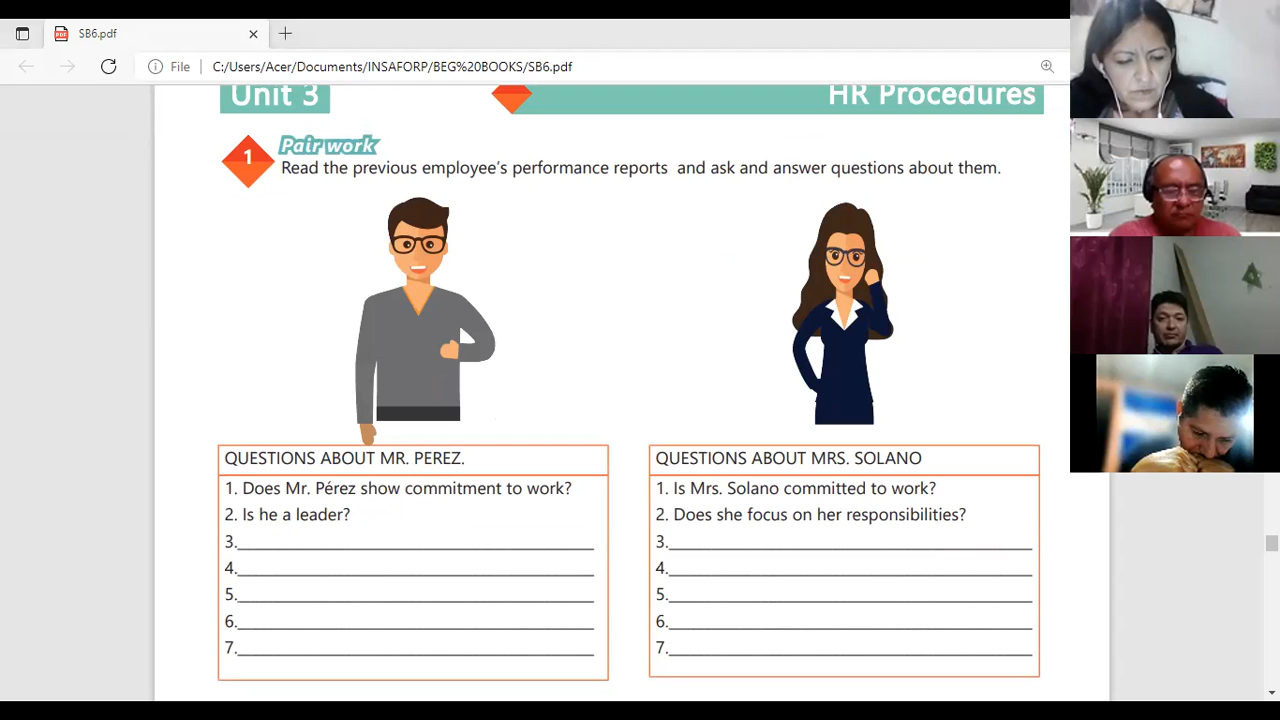 SB6.pdf
File
C:/Users/Acer/Documents/INSAFORP/BEG%20BOOKS/SB6.pdf
Unit 3
HR Procedures
1
Pair work
Read the previous employee's performance reports and ask and answer questions about them.
QUESTIONS ABOUT MR. PEREZ.
1. Does Mr. Pérez show commitment to work?
2. Is he a leader?
3.
4.
5.
6.
7.
QUESTIONS ABOUT MRS. SOLANO
1. Is Mrs. Solano committed to work?
2. Does she focus on her responsibilities?
3.
4.
5.
6.
7.